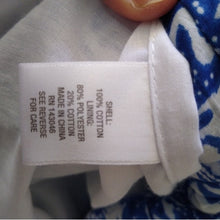 SHELL:
100% COTTON
LINING:
80% POLYESTER
20% COTTON
MADE IN CHINA
RN 143046
SEE REVERSE
FOR CARE